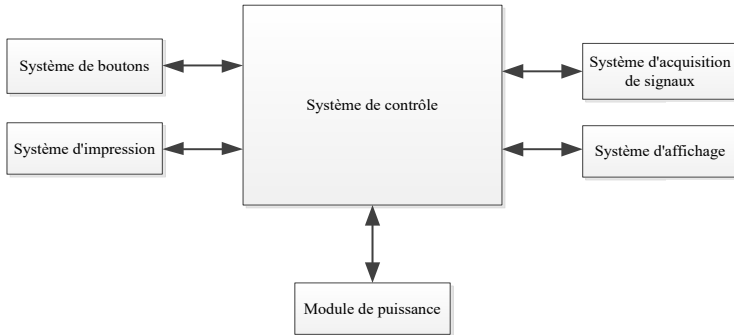 Système de boutons
Système d'impression
Système de contrôle
Système d'acquisition
de signaux
Système d'affichage
Module de puissance